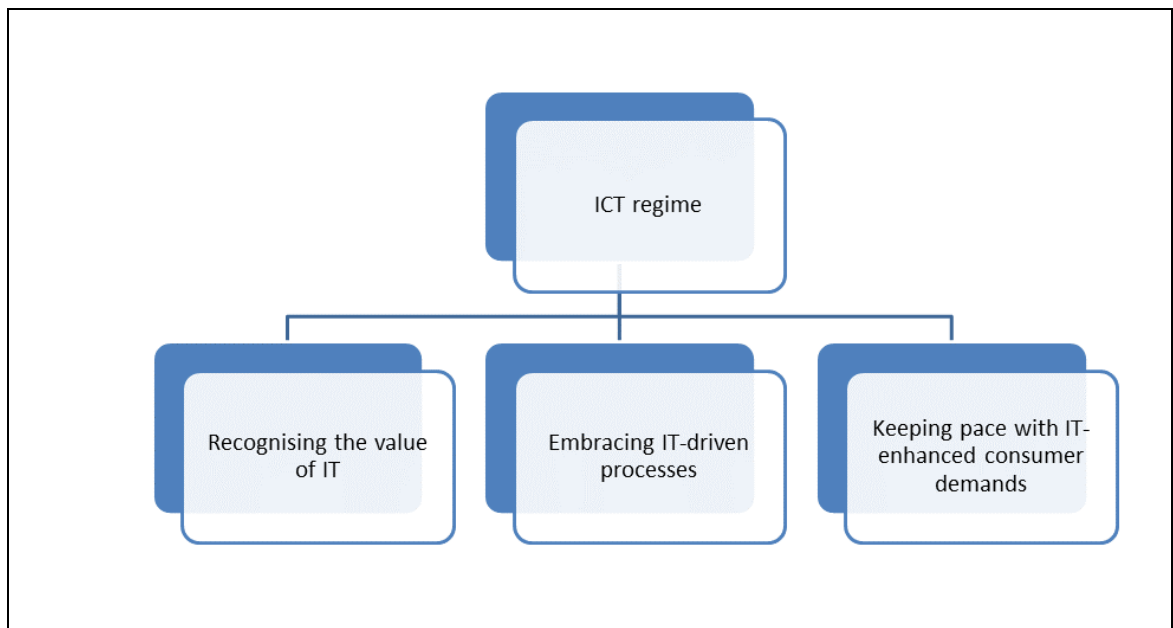 ICT regime
Recognising the value
of IT
Embracing IT-driven
processes
Keeping pace with IT-
enhanced consumer
demands